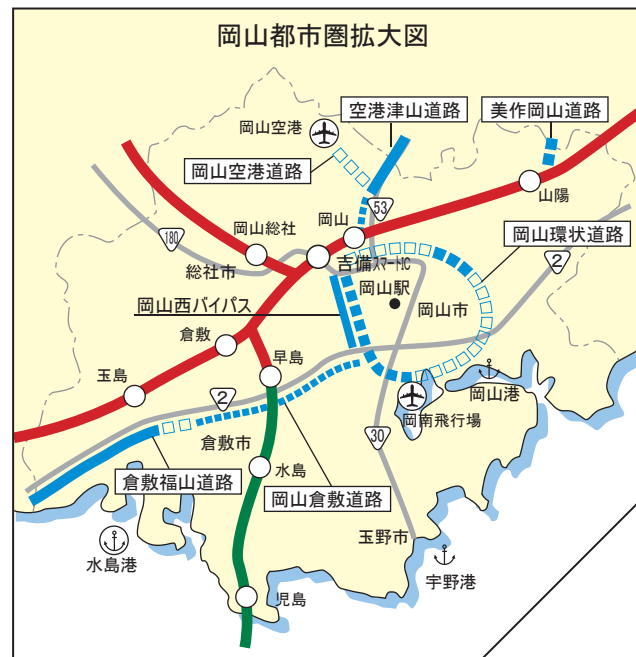 岡山都市圏拡大図
空港津山道路
美作岡山道路
岡山空港
岡山空港道路
山陽
53
岡山
岡山総社
180
岡山環状道路
総社市
吉備スマートIC
2
岡山駅
岡山西バイパス
岡山市
倉敷
早島
玉島
岡山港
2
岡南飛行場
30
倉敷市
水島
倉敷福山道路
岡山倉敷道路
玉野市
水島港
宇野港
児島